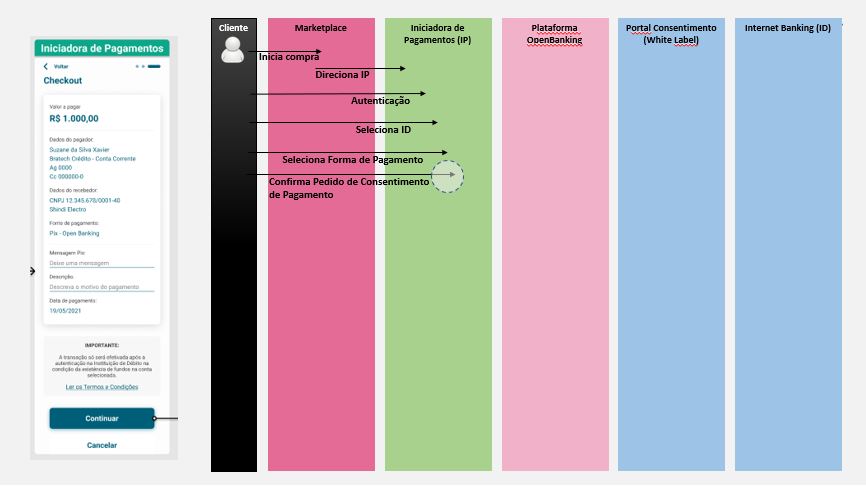 Iniciadora de Pagamentos
Voltar
Checkout
Valor a pagar
R$ 1.000,00
Dados do pagador:
Suzane da Silva Xavier
Bratech Crédito - Conta Corrente
Ag 0000
Cc 000000-0
Dados do recebedor:
CNPJ 12.345.678/0001-40
Shindi Electro
Forma de pagamento:
Pix - Open Banking
Mensagem Pix:
Deixe uma mensagem
Descrição:
Descreva o motivo do pagamento
Data de pagamento:
19/05/2021
IMPORTANTE:
A transação só será efetivada após a
autenticação na Instituição de Débito na
condição da existência de fundos na conta
selecionada.
Ler os Termos e Condições
Continuar
Cancelar
Cliente
Marketplace
Iniciadora de
Pagamentos (IP)
Plataforma
OpenBanking
Portal Consentimento
(White Label)
Internet Banking (ID)
Inicia compra
Direciona IP
Autenticação
Seleciona ID
Seleciona Forma de Pagamento
Confirma Pedido de Consentimento
de Pagamento